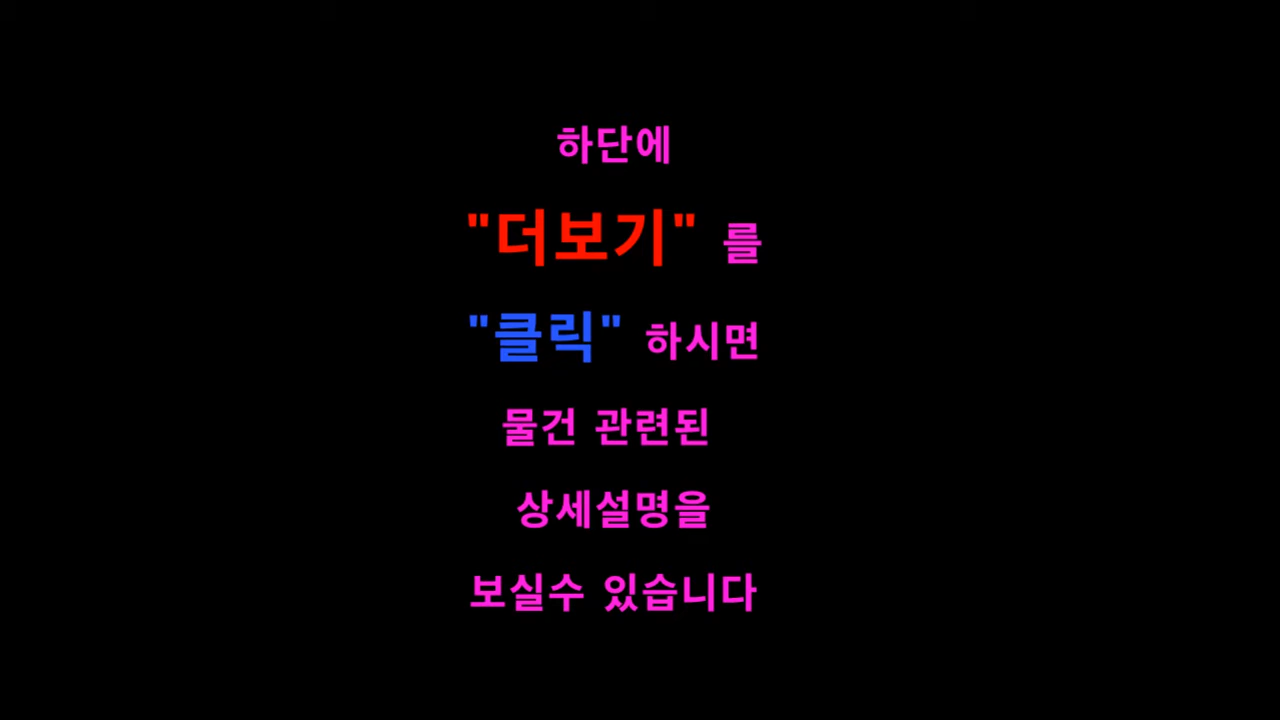 하단에
"더보기" 를
"클릭" 하시면
물건 관련된
상세설명을
보실수 있습니다